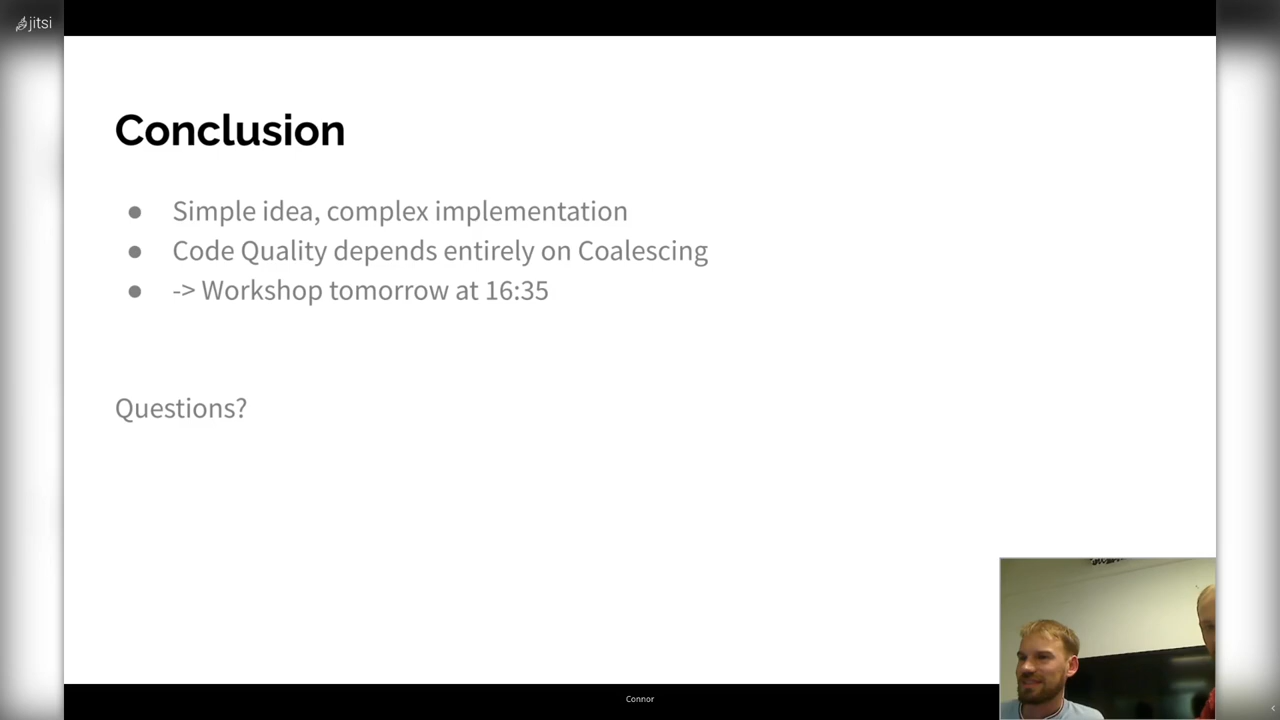 jitsi
Conclusion
● Simple idea, complex implementation
● Code Quality depends entirely on Coalescing
● -> Workshop tomorrow at 16:35
Questions?
Connor